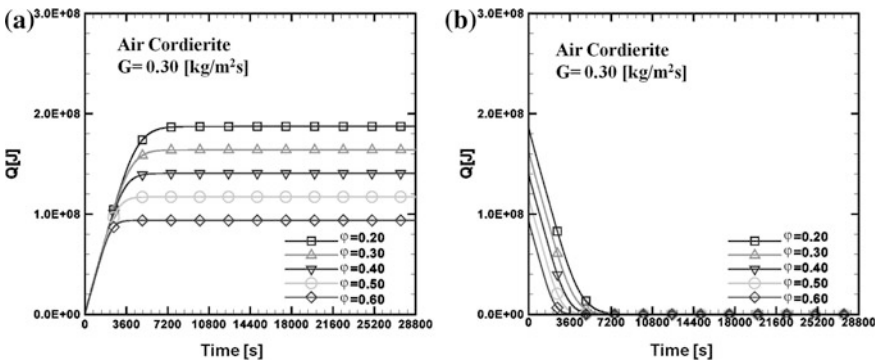 (a)
3.0E+08
Air Cordierite
G= 0.30 [kg/m²s]
2.0E+08
Q[J]
1.0E+08
φ=0.20
φ=0.30
φ=0.40
φ=0.50
φ=0.60
0.0E+00
0 3600 7200 10800 14400 18000 21600 25200 28800
Time [s]
(b)
3.0E+08
Air Cordierite
G= 0.30 [kg/m²s]
2.0E+08
Q[J]
1.0E+08
φ=0.20
φ=0.30
φ=0.40
φ=0.50
φ=0.60
0.0E+00
0 3600 7200 10800 14400 18000 21600 25200 28800
Time [s]